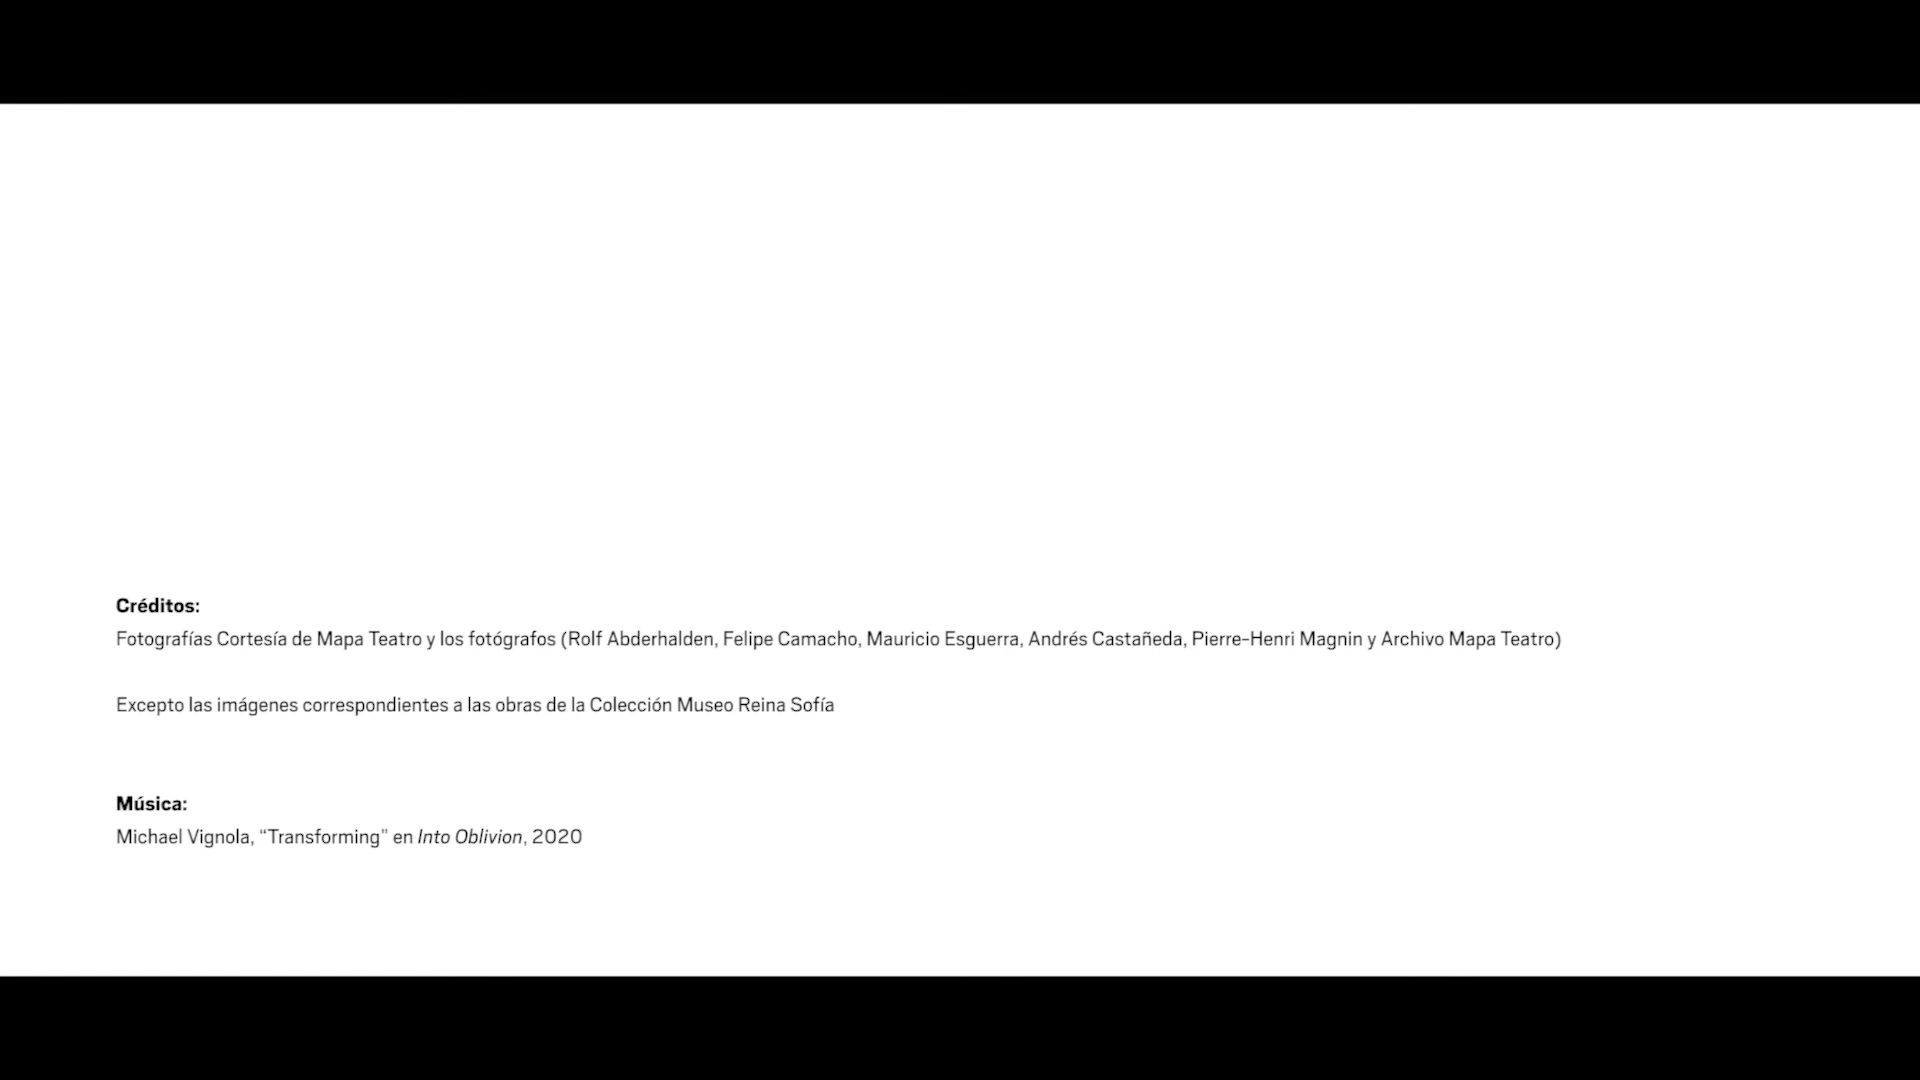 Créditos:
Fotografías Cortesía de Mapa Teatro y los fotógrafos (Rolf Abderhalden, Felipe Camacho, Mauricio Esguerra, Andrés Castañeda, Pierre-Henri Magnin y Archivo Mapa Teatro)
Excepto las imágenes correspondientes a las obras de la Colección Museo Reina Sofía
Música:
Michael Vignola, “Transforming” en Into Oblivion, 2020